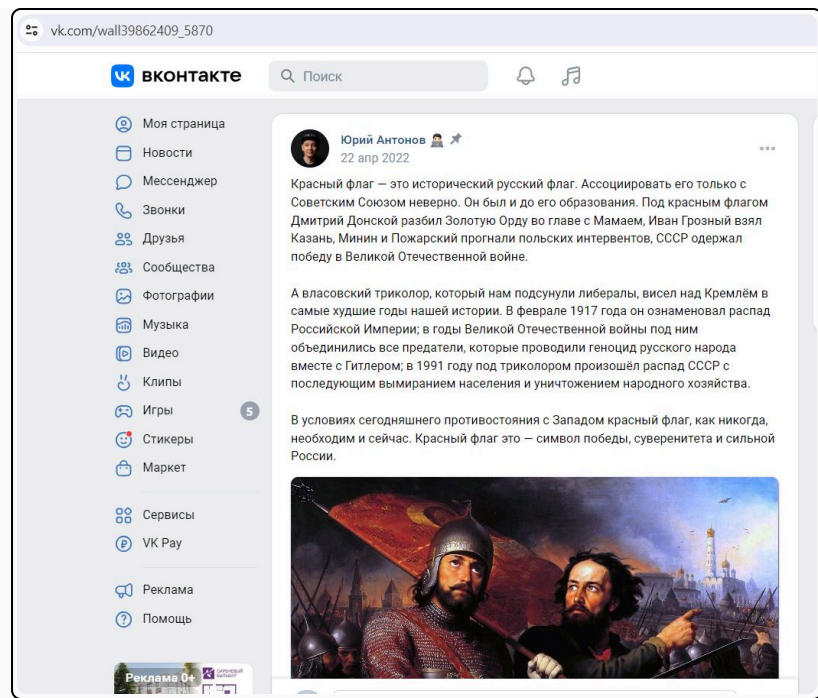 vk.com/wall39862409_5870
вконтакте
Поиск
Моя страница
Новости
Мессенджер
Звонки
Друзья
Сообщества
Фотографии
Музыка
Видео
Клипы
Игры
5
Стикеры
Маркет
Сервисы
VK Pay
Реклама
Помощь
Реклама 0+
Юрий Антонов
22 апр 2022
Красный флаг — это исторический русский флаг. Ассоциировать его только с
Советским Союзом неверно. Он был и до его образования. Под красным флагом
Дмитрий Донской разбил Золотую Орду во главе с Мамаем, Иван Грозный взял
Казань, Минин и Пожарский прогнали польских интервентов, СССР одержал
победу в Великой Отечественной войне.
А власовский триколор, который нам подсунули либералы, висел над Кремлём в
самые худшие годы нашей истории. В феврале 1917 года он ознаменовал распад
Российской Империи; в годы Великой Отечественной войны под ним
объединились все предатели, которые проводили геноцид русского народа
вместе с Гитлером; в 1991 году под триколором произошёл распад СССР с
последующим вымиранием населения и уничтожением народного хозяйства.
В условиях сегодняшнего противостояния с Западом красный флаг, как никогда,
необходим и сейчас. Красный флаг это — символ победы, суверенитета и сильной
России.